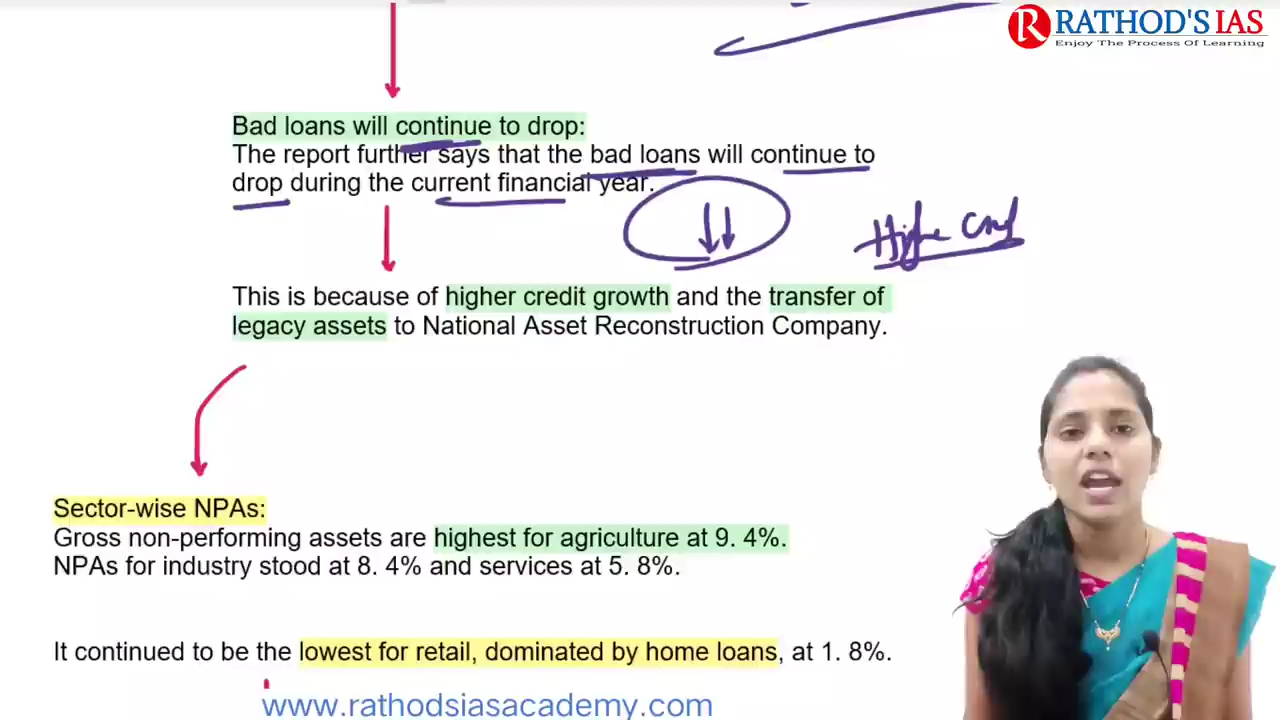 RATHOD'S IAS
Enjoy The Process Of Learning
Bad loans will continue to drop:
The report further says that the bad loans will continue to
drop during the current financial year.
This is because of higher credit growth and the transfer of
legacy assets to National Asset Reconstruction Company.
Sector-wise NPAs:
Gross non-performing assets are highest for agriculture at 9. 4%.
NPAs for industry stood at 8. 4% and services at 5. 8%.
It continued to be the lowest for retail, dominated by home loans, at 1. 8%.
www.rathodsiasacademy.com